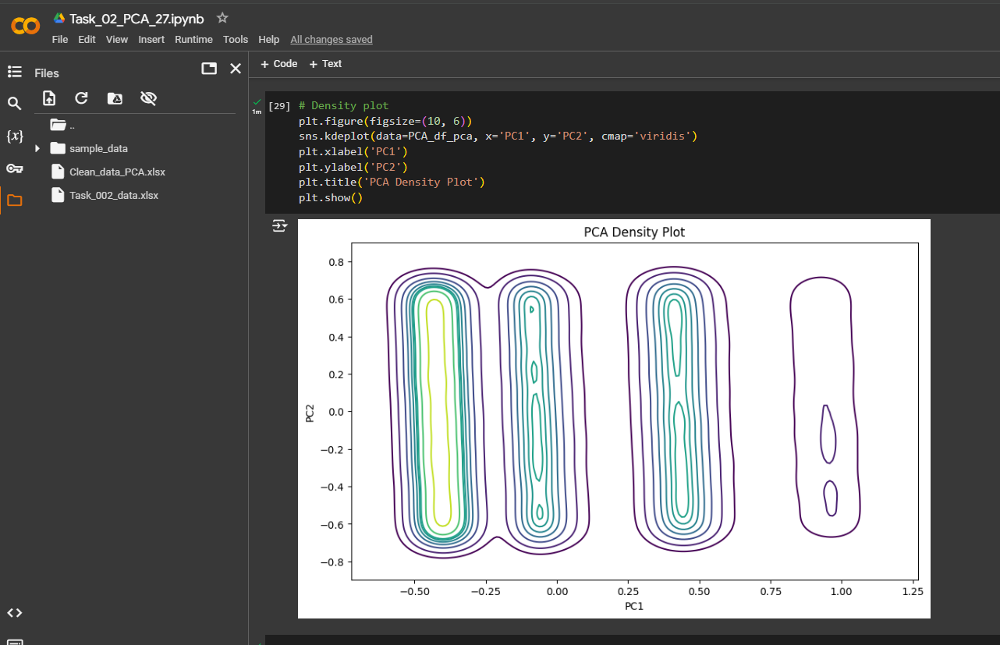 Task_02_PCA_27.ipynb
File Edit View Insert Runtime Tools Help All changes saved
Files
+ Code + Text
{x}
..
sample_data
Clean_data_PCA.xlsx
Task_002_data.xlsx
1m
[29] # Density plot
plt.figure(figsize=(10, 6))
sns.kdeplot(data=PCA_df_pca, x='PC1', y='PC2', cmap='viridis')
plt.xlabel('PC1')
plt.ylabel('PC2')
plt.title('PCA Density Plot')
plt.show()
PCA Density Plot
0.8
0.6
0.4
0.2
0.0
−0.2
−0.4
−0.6
−0.8
PC2
−0.50 −0.25 0.00 0.25 0.50 0.75 1.00 1.25
PC1